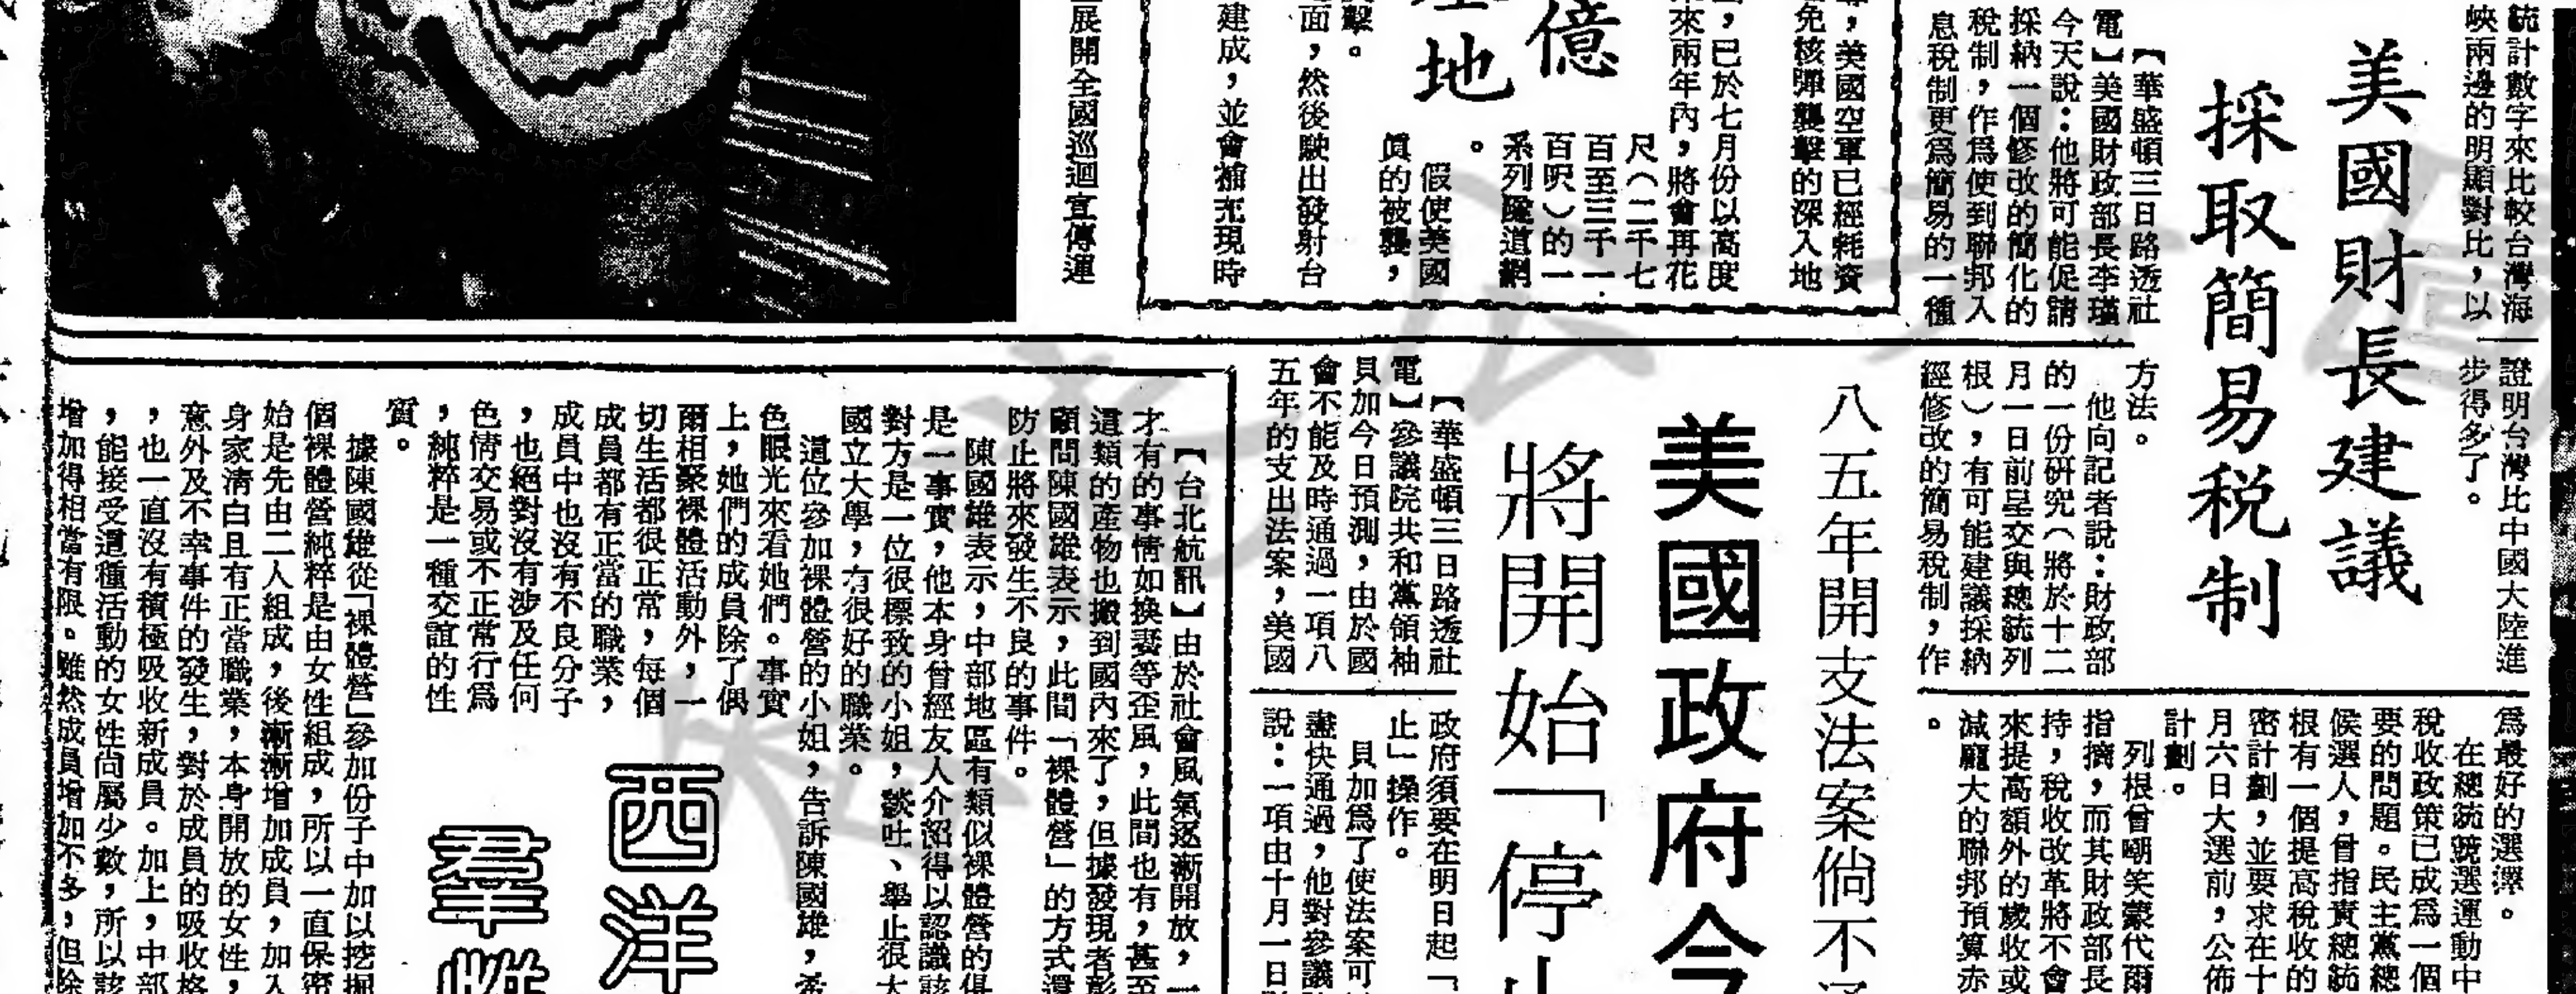 統計數字來比較台灣海
峽兩邊的明顯對比，以
證明台灣比中國大陸進
步得多了。
美國財長建議
採取簡易稅制
【華盛頓三日路透社
電】美國財政部長李瑾
今天說：他將可能促請
採納一個修改的簡化的
稅制，作爲使到聯邦入
息稅制更爲簡易的一種
方法。
他向記者說：財政部
的一份研究（將於十二
月一日前呈交與總統列
根），有可能建議採納
經修改的簡易稅制，作
爲最好的選擇。
在總統競選運動中
稅收政策已成爲一個
要的問題。民主黨總
候選人，曾指責總統
根有一個提高稅收的
密計劃，並要求在十
月六日大選前，公佈
計劃。
列根曾嘲笑蒙代爾
指摘，而其財政部長
持，稅收改革將不會
來提高額外的歲收或
減龐大的聯邦預算赤
。
，美國空軍已經耗資
免核彈襲擊的深入地
，已於七月份以高度
來兩年內，將會再花
億
地
尺（二千七
百至三千一
百呎）的一
系列隧道網
。
假使美國
眞的被襲，
擊。
面，然後駛出發射台
建成，並會補充現時
展開全國巡迴宣傳運
八五年開支法案倘不
美國政府今
將開始「停止
【華盛頓三日路透社
電】參議院共和黨領袖
貝加今日預測，由於國
會不能及時通過一項八
五年的支出法案，美國
政府須要在明日起「
止」操作。
貝加爲了使法案可
盡快通過，他對參議
說：一項由十月一日
【台北航訊】由於社會風氣逐漸開放，一
才有的事情如換妻等歪風，此間也有，甚至
這類的產物也搬到國內來了，但據發現者彭
顧問陳國雄表示，此間「裸體營」的方式還
防止將來發生不良的事件。
陳國雄表示，中部地區有類似裸體營的俱
是一事實，他本身曾經友人介紹得以認識該
對方是一位很標致的小姐，談吐、舉止很大
國立大學，有很好的職業。
這位參加裸體營的小姐，告訴陳國雄，希
色眼光來看她們。事實
上，她們的成員除了偶
爾相聚裸體活動外，一
切生活都很正常，每個
成員都有正當的職業，
成員中也沒有不良分子
，也絕對沒有涉及任何
色情交易或不正常行爲
，純粹是一種交誼的性
質。
西洋
羣雌
據陳國雄從「裸體營」參加份子中加以挖掘
個裸體營純粹是由女性組成，所以一直保密
始是先由二人組成，後漸漸增加成員，加入
身家清白且有正當職業，本身開放的女性，
意外及不幸事件的發生，對於成員的吸收格
，也一直沒有積極吸收新成員。加上，中部
，能接受這種活動的女性尚屬少數，所以該
增加得相當有限。雖然成員增加不多，但除